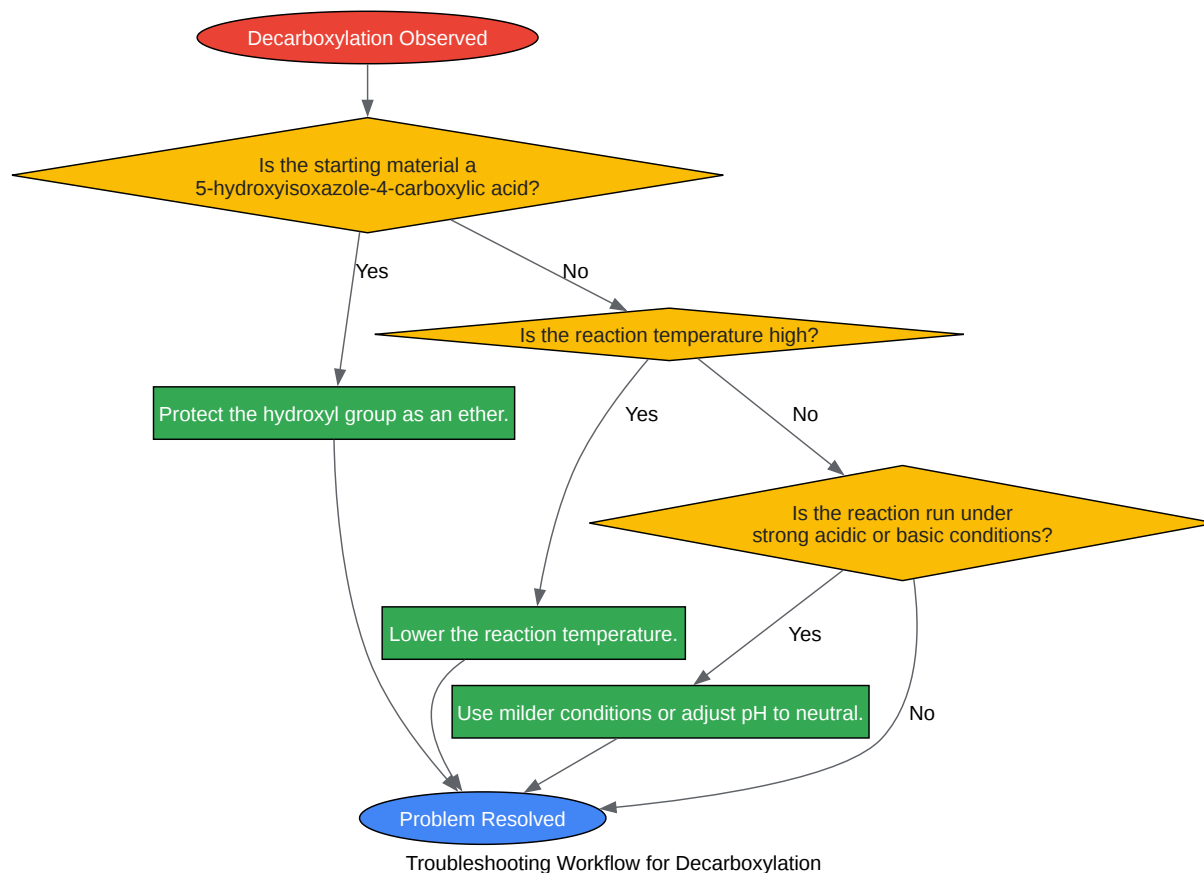 Decarboxylation Observed
Is the starting material a
5-hydroxyisoxazole-4-carboxylic acid?
Yes
No
Is the reaction temperature high?
Protect the hydroxyl group as an ether.
Yes
No
Is the reaction run under
strong acidic or basic conditions?
Lower the reaction temperature.
Yes
Use milder conditions or adjust pH to neutral.
No
Problem Resolved
Troubleshooting Workflow for Decarboxylation